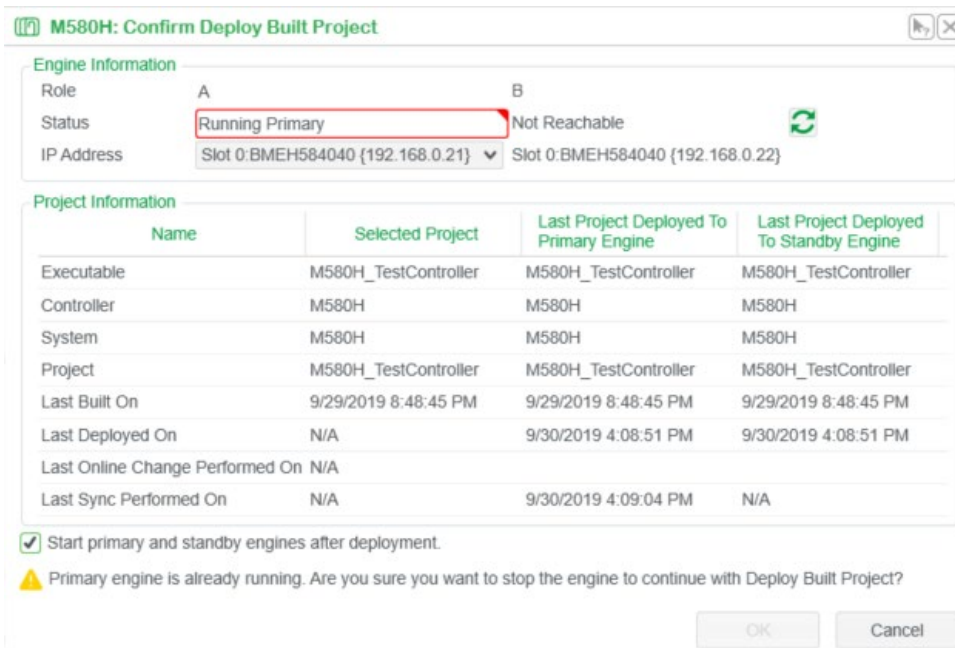 M580H: Confirm Deploy Built Project
Engine Information
Role A B
Status Running Primary Not Reachable
IP Address Slot 0:BMEH584040 {192.168.0.21} Slot 0:BMEH584040 {192.168.0.22}
Project Information
Name Selected Project Last Project Deployed To Primary Engine Last Project Deployed To Standby Engine
Executable M580H_TestController M580H_TestController M580H_TestController
Controller M580H M580H M580H
System M580H M580H M580H
Project M580H_TestController M580H_TestController M580H_TestController
Last Built On 9/29/2019 8:48:45 PM 9/29/2019 8:48:45 PM 9/29/2019 8:48:45 PM
Last Deployed On N/A 9/30/2019 4:08:51 PM 9/30/2019 4:08:51 PM
Last Online Change Performed On N/A
Last Sync Performed On N/A 9/30/2019 4:09:04 PM N/A
Start primary and standby engines after deployment.
Primary engine is already running. Are you sure you want to stop the engine to continue with Deploy Built Project?
OK Cancel